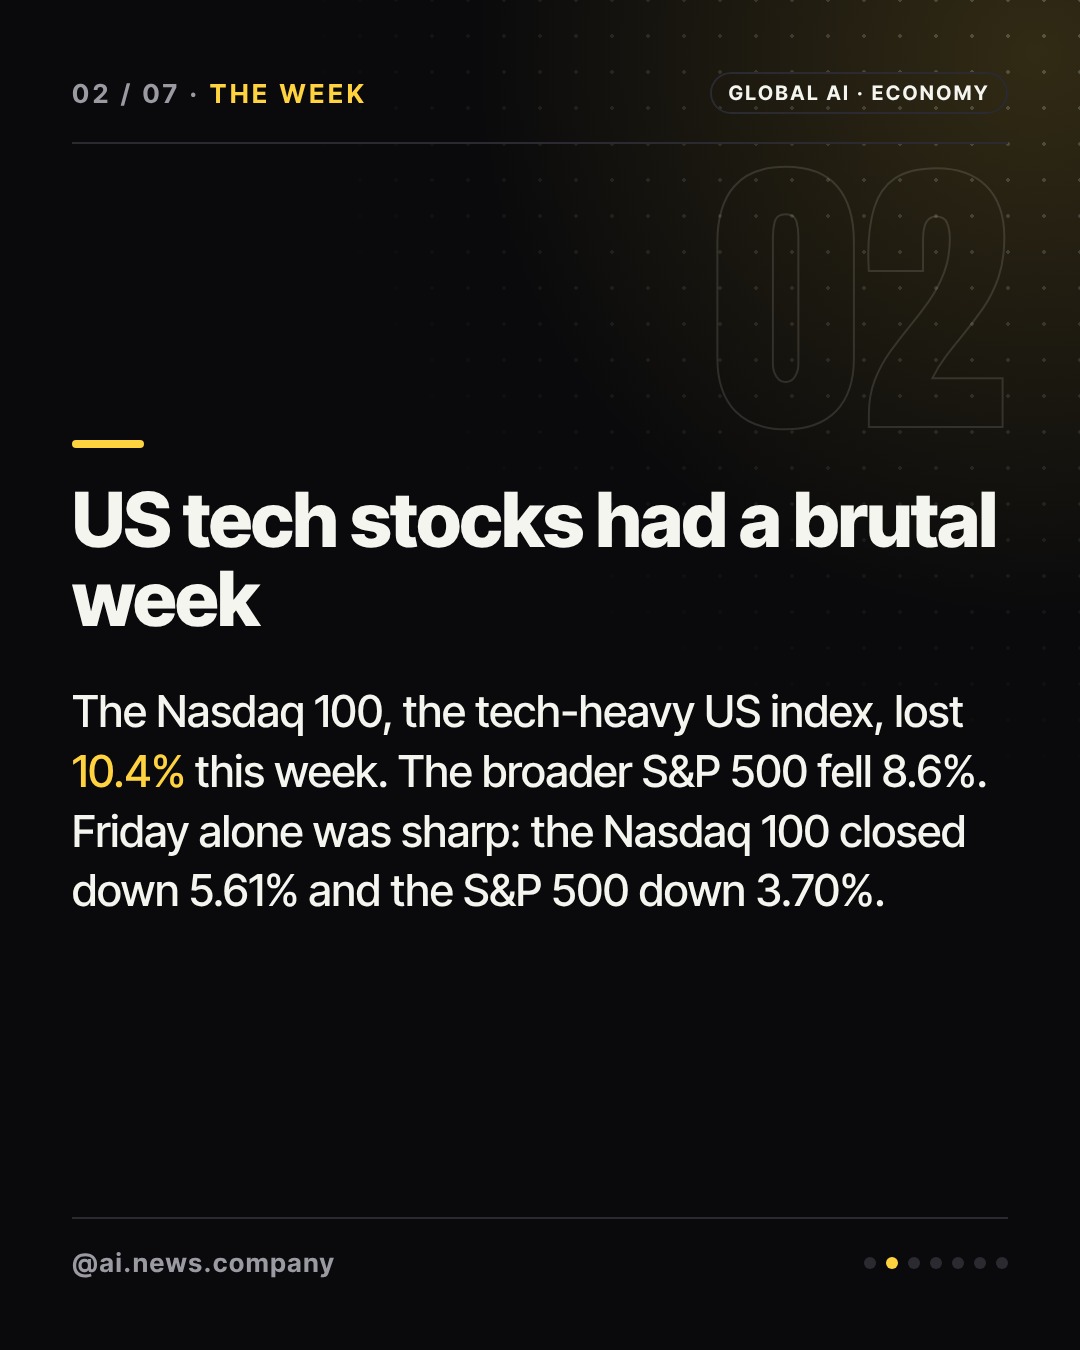 02 / 07 · THE WEEK
GLOBAL AI · ECONOMY
02
US tech stocks had a brutal
week
The Nasdaq 100, the tech-heavy US index, lost
10.4% this week. The broader S&P 500 fell 8.6%.
Friday alone was sharp: the Nasdaq 100 closed
down 5.61% and the S&P 500 down 3.70%.
@ai.news.company